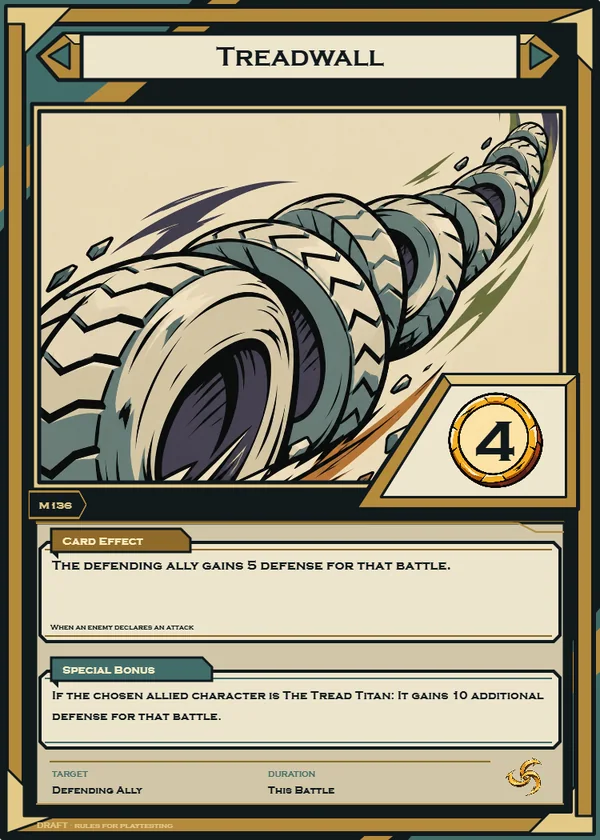 Treadwall
4
M136
Card Effect
The defending ally gains 5 defense for that battle.
When an enemy declares an attack
Special Bonus
If the chosen allied character is The Tread Titan: It gains 10 additional
defense for that battle.
Target
Duration
Defending Ally
This Battle
DRAFT Rules for playtesting